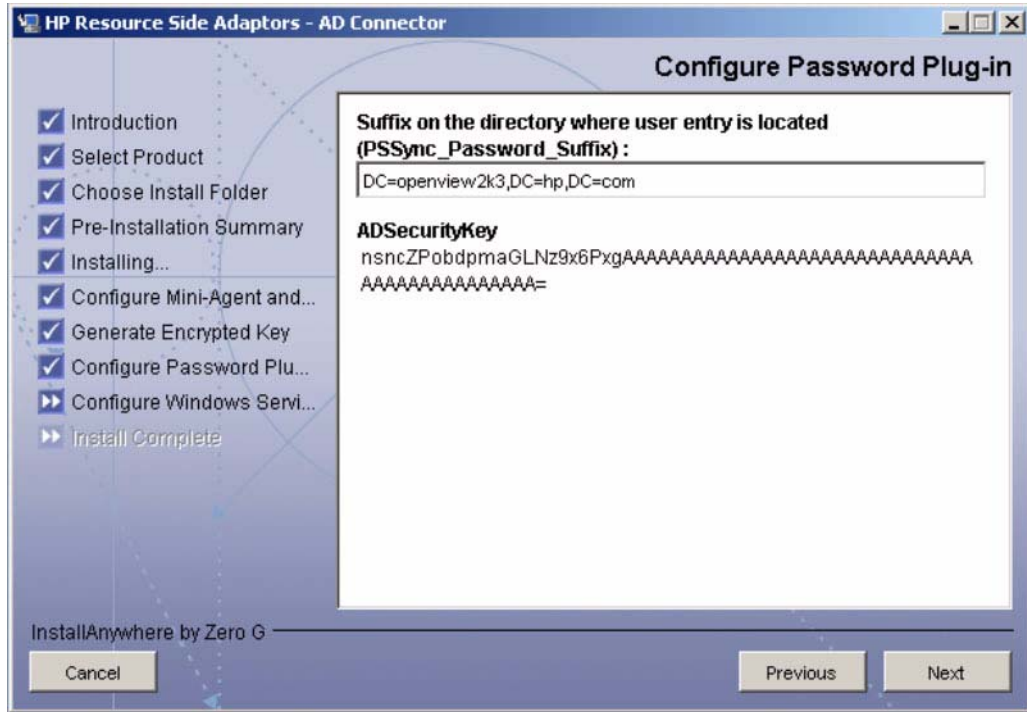 HP Resource Side Adaptors - AD Connector
Configure Password Plug-in
Introduction
Select Product
Choose Install Folder
Pre-Installation Summary
Installing...
Configure Mini-Agent and...
Generate Encrypted Key
Configure Password Plu...
Configure Windows Servi...
Install Complete
Suffix on the directory where user entry is located
(PSSync_Password_Suffix) :
DC=openview2k3,DC=hp,DC=com
ADSecurityKey
nsncZPobdpmaGLNz9x6PxgAAAAAAAAAAAAAAAAAAAAAAAAAAAAAA
AAAAAAAAAAAAAAA=
InstallAnywhere by Zero G
Cancel
Previous
Next